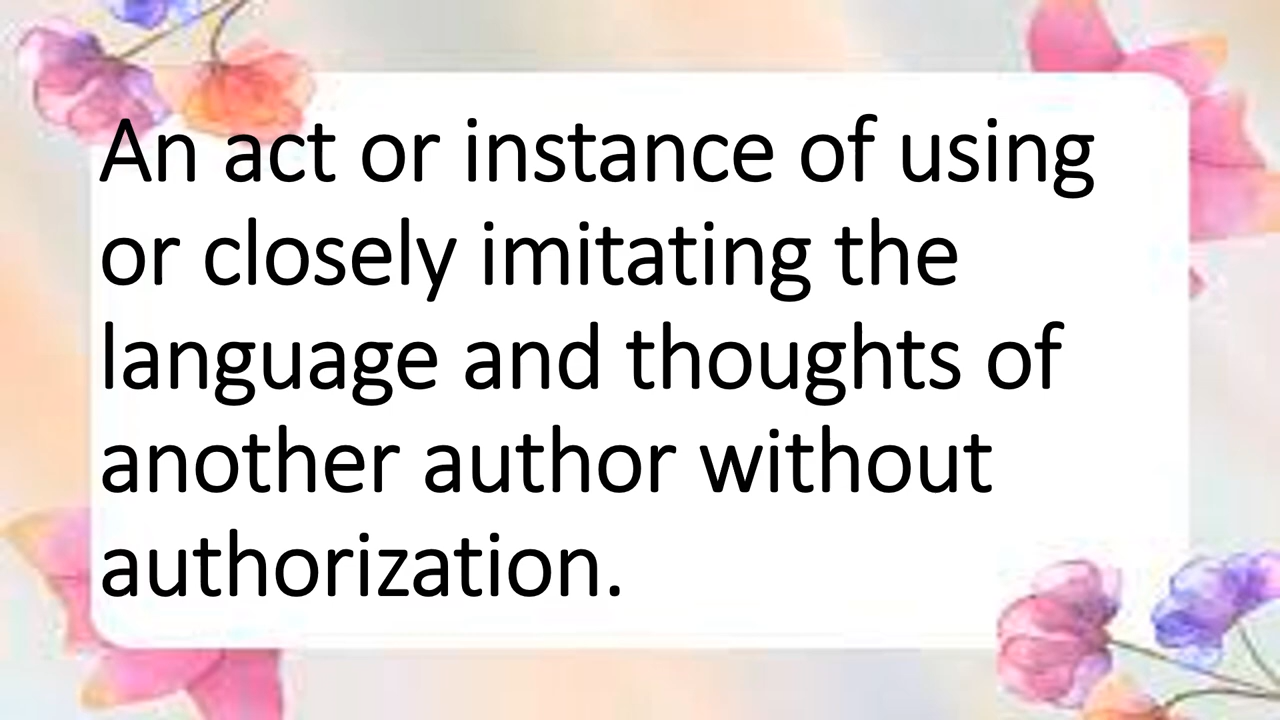 An act or instance of using
or closely imitating the
language and thoughts of
another author without
authorization.